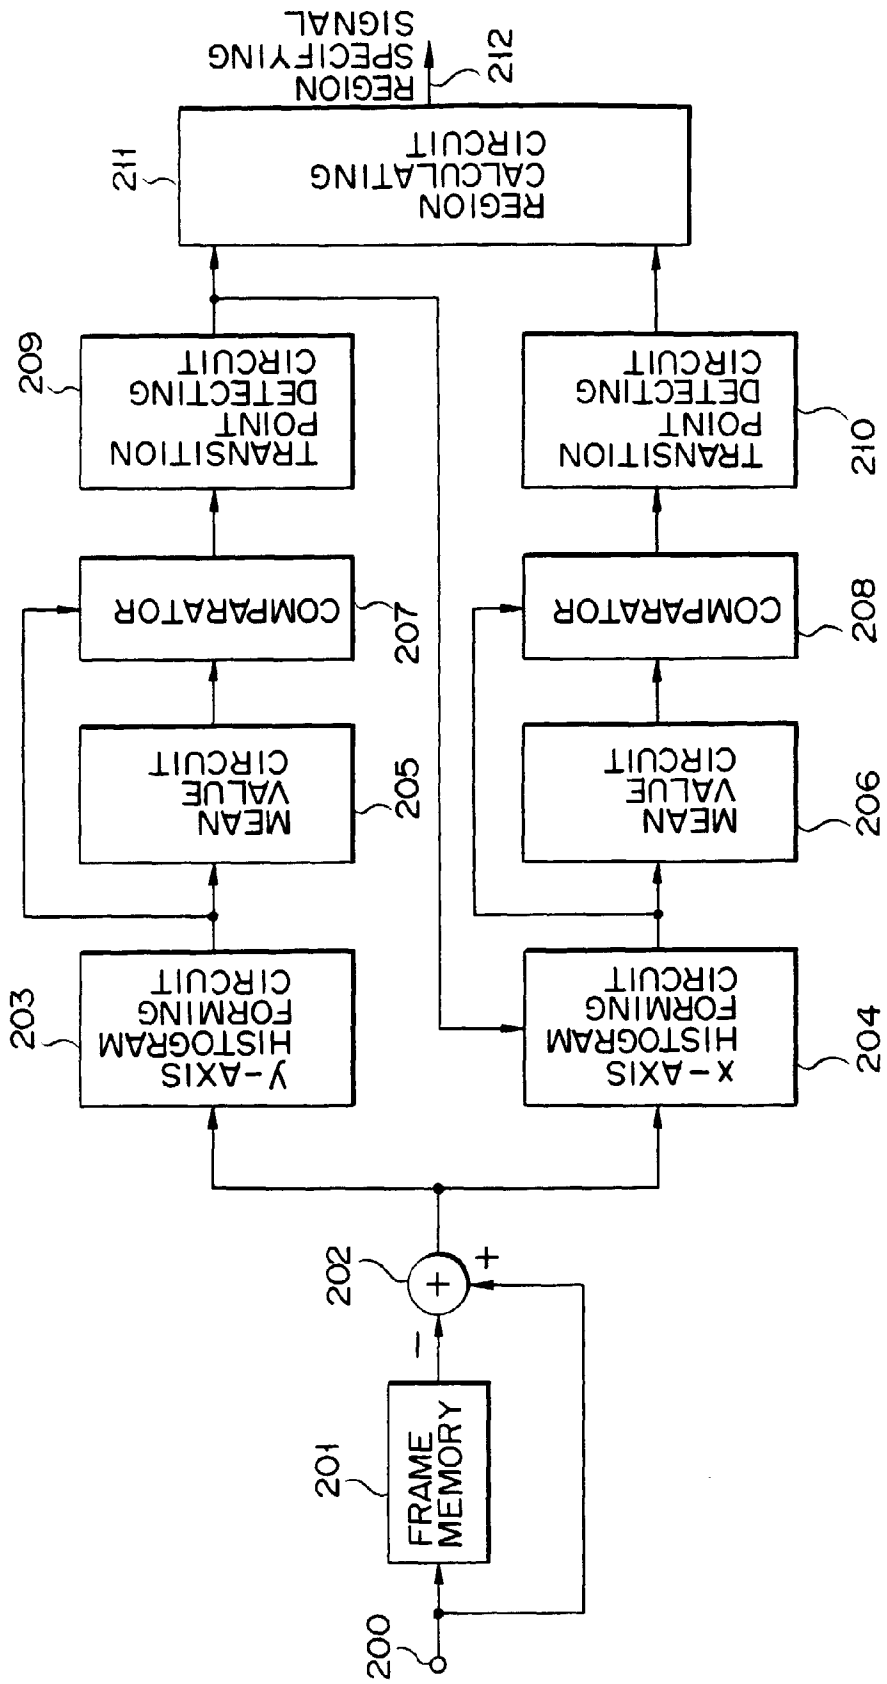 200
201
FRAME
MEMORY
−
+
+
202
203
y-AXIS
HISTOGRAM
FORMING
CIRCUIT
204
x-AXIS
HISTOGRAM
FORMING
CIRCUIT
MEAN
VALUE
CIRCUIT
205
MEAN
VALUE
CIRCUIT
206
COMPARATOR
207
COMPARATOR
208
209
TRANSITION
POINT
DETECTING
CIRCUIT
TRANSITION
POINT
DETECTING
CIRCUIT
210
211
REGION
CALCULATING
CIRCUIT
REGION
SPECIFYING
SIGNAL
212